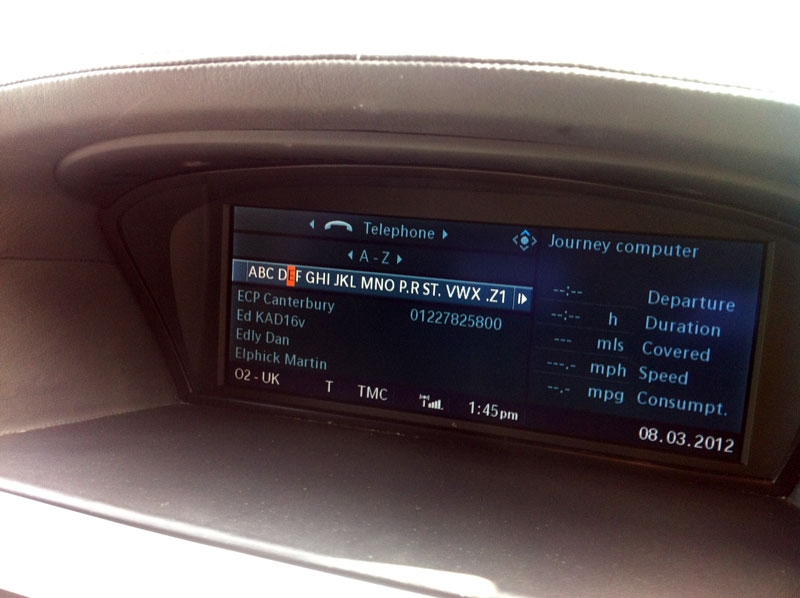 Telephone
A - Z
ABC DEF GHI JKL MNO P.R ST. VWX .Z1
ECP Canterbury 01227825800
Ed KAD16v
Edly Dan
Elphick Martin
O2 - UK T TMC 1:45pm
Journey computer
--:-- Departure
--:-- h Duration
--- mls Covered
---.- mph Speed
--.- mpg Consumpt.
08.03.2012